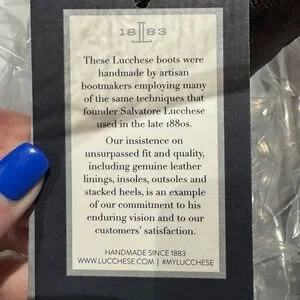 18 L 83
These Lucchese boots were
handmade by artisan
bootmakers employing many
of the same techniques that
founder Salvatore Lucchese
used in the late 1880s.
Our insistence on
unsurpassed fit and quality,
including genuine leather
linings, insoles, outsoles and
stacked heels, is an example
of our commitment to his
enduring vision and to our
customers' satisfaction.
HANDMADE SINCE 1883
WWW.LUCCHESE.COM | #MYLUCCHESE